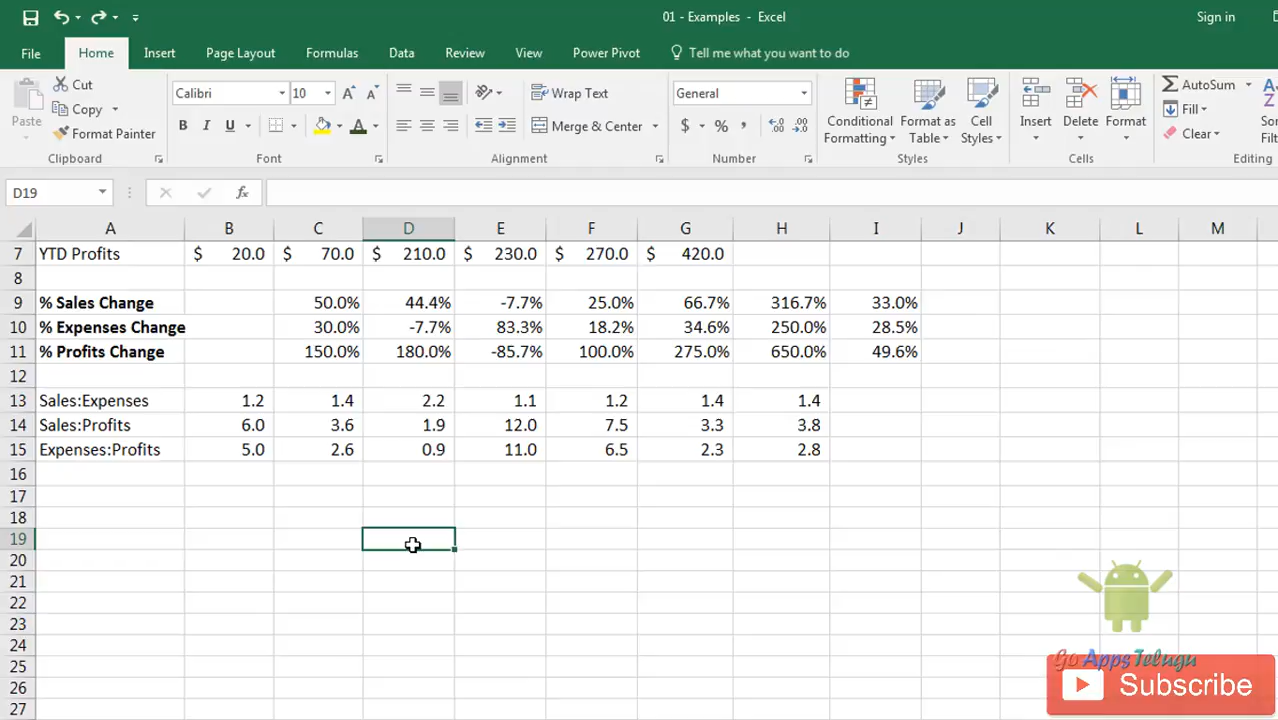 01 - Examples - Excel
Sign in
File Home Insert Page Layout Formulas Data Review View Power Pivot Tell me what you want to do
Paste
Cut
Copy
Format Painter
Clipboard
Calibri 10
B I U
Font
Wrap Text
Merge & Center
Alignment
General
$ % ,
Number
Conditional Formatting
Format as Table
Cell Styles
Styles
Insert Delete Format
Cells
AutoSum
Fill
Clear
Editing
D19
fx
A B C D E F G H I J K L M
7 YTD Profits $ 20.0 $ 70.0 $ 210.0 $ 230.0 $ 270.0 $ 420.0
8
9 % Sales Change 50.0% 44.4% -7.7% 25.0% 66.7% 316.7% 33.0%
10 % Expenses Change 30.0% -7.7% 83.3% 18.2% 34.6% 250.0% 28.5%
11 % Profits Change 150.0% 180.0% -85.7% 100.0% 275.0% 650.0% 49.6%
12
13 Sales:Expenses 1.2 1.4 2.2 1.1 1.2 1.4 1.4
14 Sales:Profits 6.0 3.6 1.9 12.0 7.5 3.3 3.8
15 Expenses:Profits 5.0 2.6 0.9 11.0 6.5 2.3 2.8
16
17
18
19
20
21
22
23
24
25
26
27
Go AppsTelugu
Subscribe